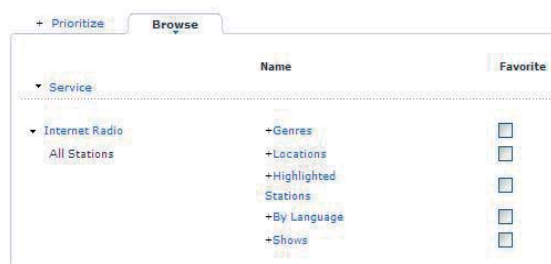 + Prioritize Browse
Name Favorite
Service
Internet Radio +Genres
All Stations +Locations
+Highlighted
Stations
+By Language
+Shows